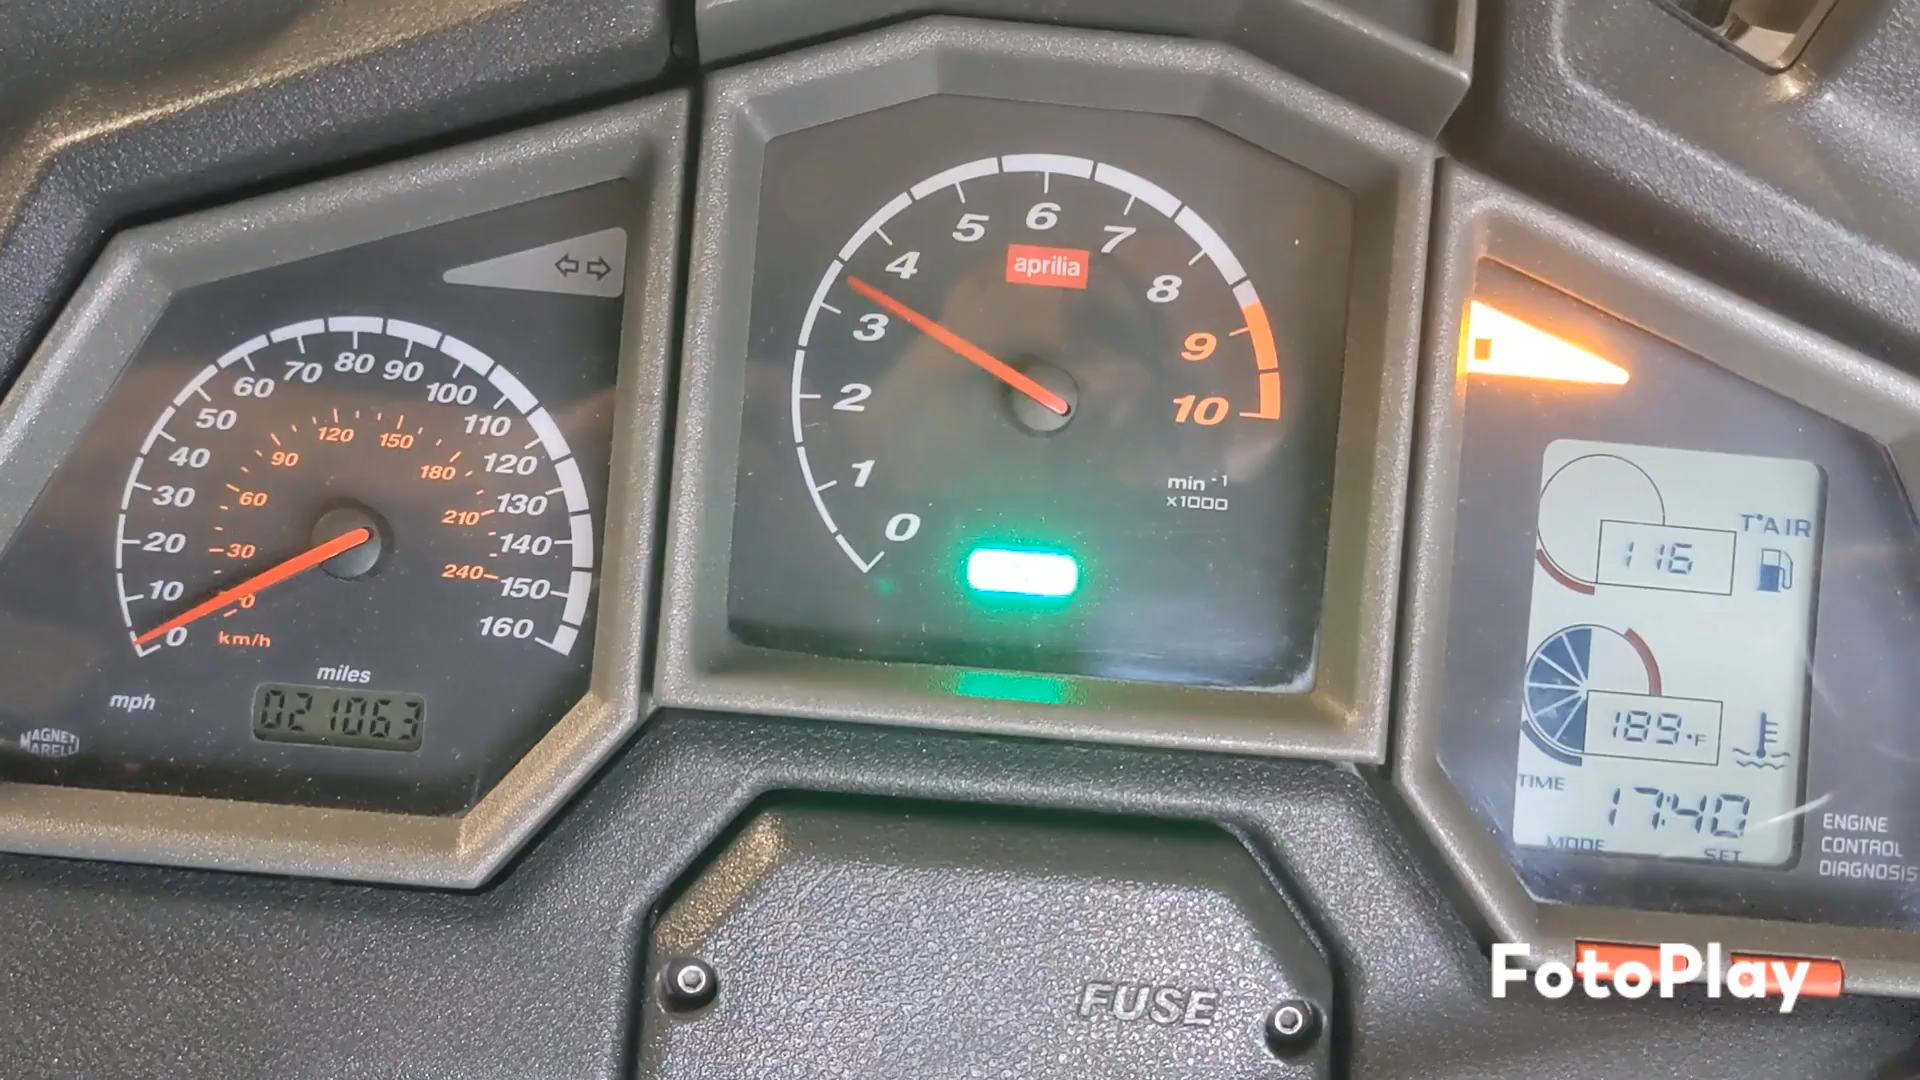 0
10
20
30
40
50
60
70
80
90
100
110
120
130
140
150
160
0
30
60
90
120
150
180
210
240
km/h
mph
miles
021063
MAGNETI
MARELLI
0
1
2
3
4
5
6
7
8
9
10
aprilia
min -1
x1000
T°AIR
116
189°F
TIME
17:40
MODE SET
ENGINE
CONTROL
DIAGNOSIS
FUSE
FotoPlay